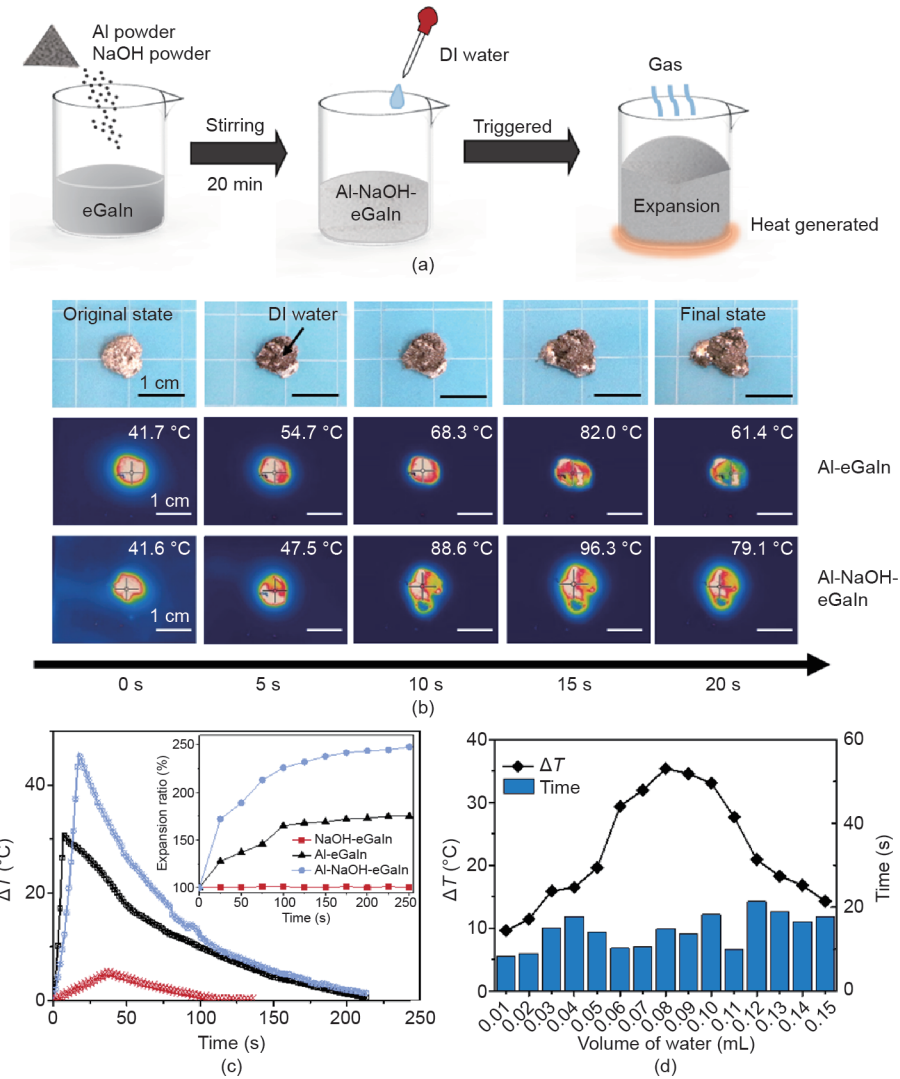 Al powder
NaOH powder
DI water
Gas
Stirring
20 min
Triggered
eGaIn
Al-NaOH-
eGaIn
Expansion
Heat generated
(a)
Original state
DI water
Final state
1 cm
41.7 °C
54.7 °C
68.3 °C
82.0 °C
61.4 °C
Al-eGaIn
1 cm
41.6 °C
47.5 °C
88.6 °C
96.3 °C
79.1 °C
Al-NaOH-
eGaIn
1 cm
0 s
5 s
10 s
15 s
20 s
(b)
ΔT (°C)
40
20
0
0
50
100
150
200
250
Time (s)
Expansion ratio (%)
250
200
150
100
0
50
100
150
200
250
Time (s)
NaOH-eGaIn
Al-eGaIn
Al-NaOH-eGaIn
(c)
ΔT (°C)
40
30
20
10
0
ΔT
Time
60
40
20
0
Time (s)
0.01
0.02
0.03
0.04
0.05
0.06
0.07
0.08
0.09
0.10
0.11
0.12
0.13
0.14
0.15
Volume of water (mL)
(d)